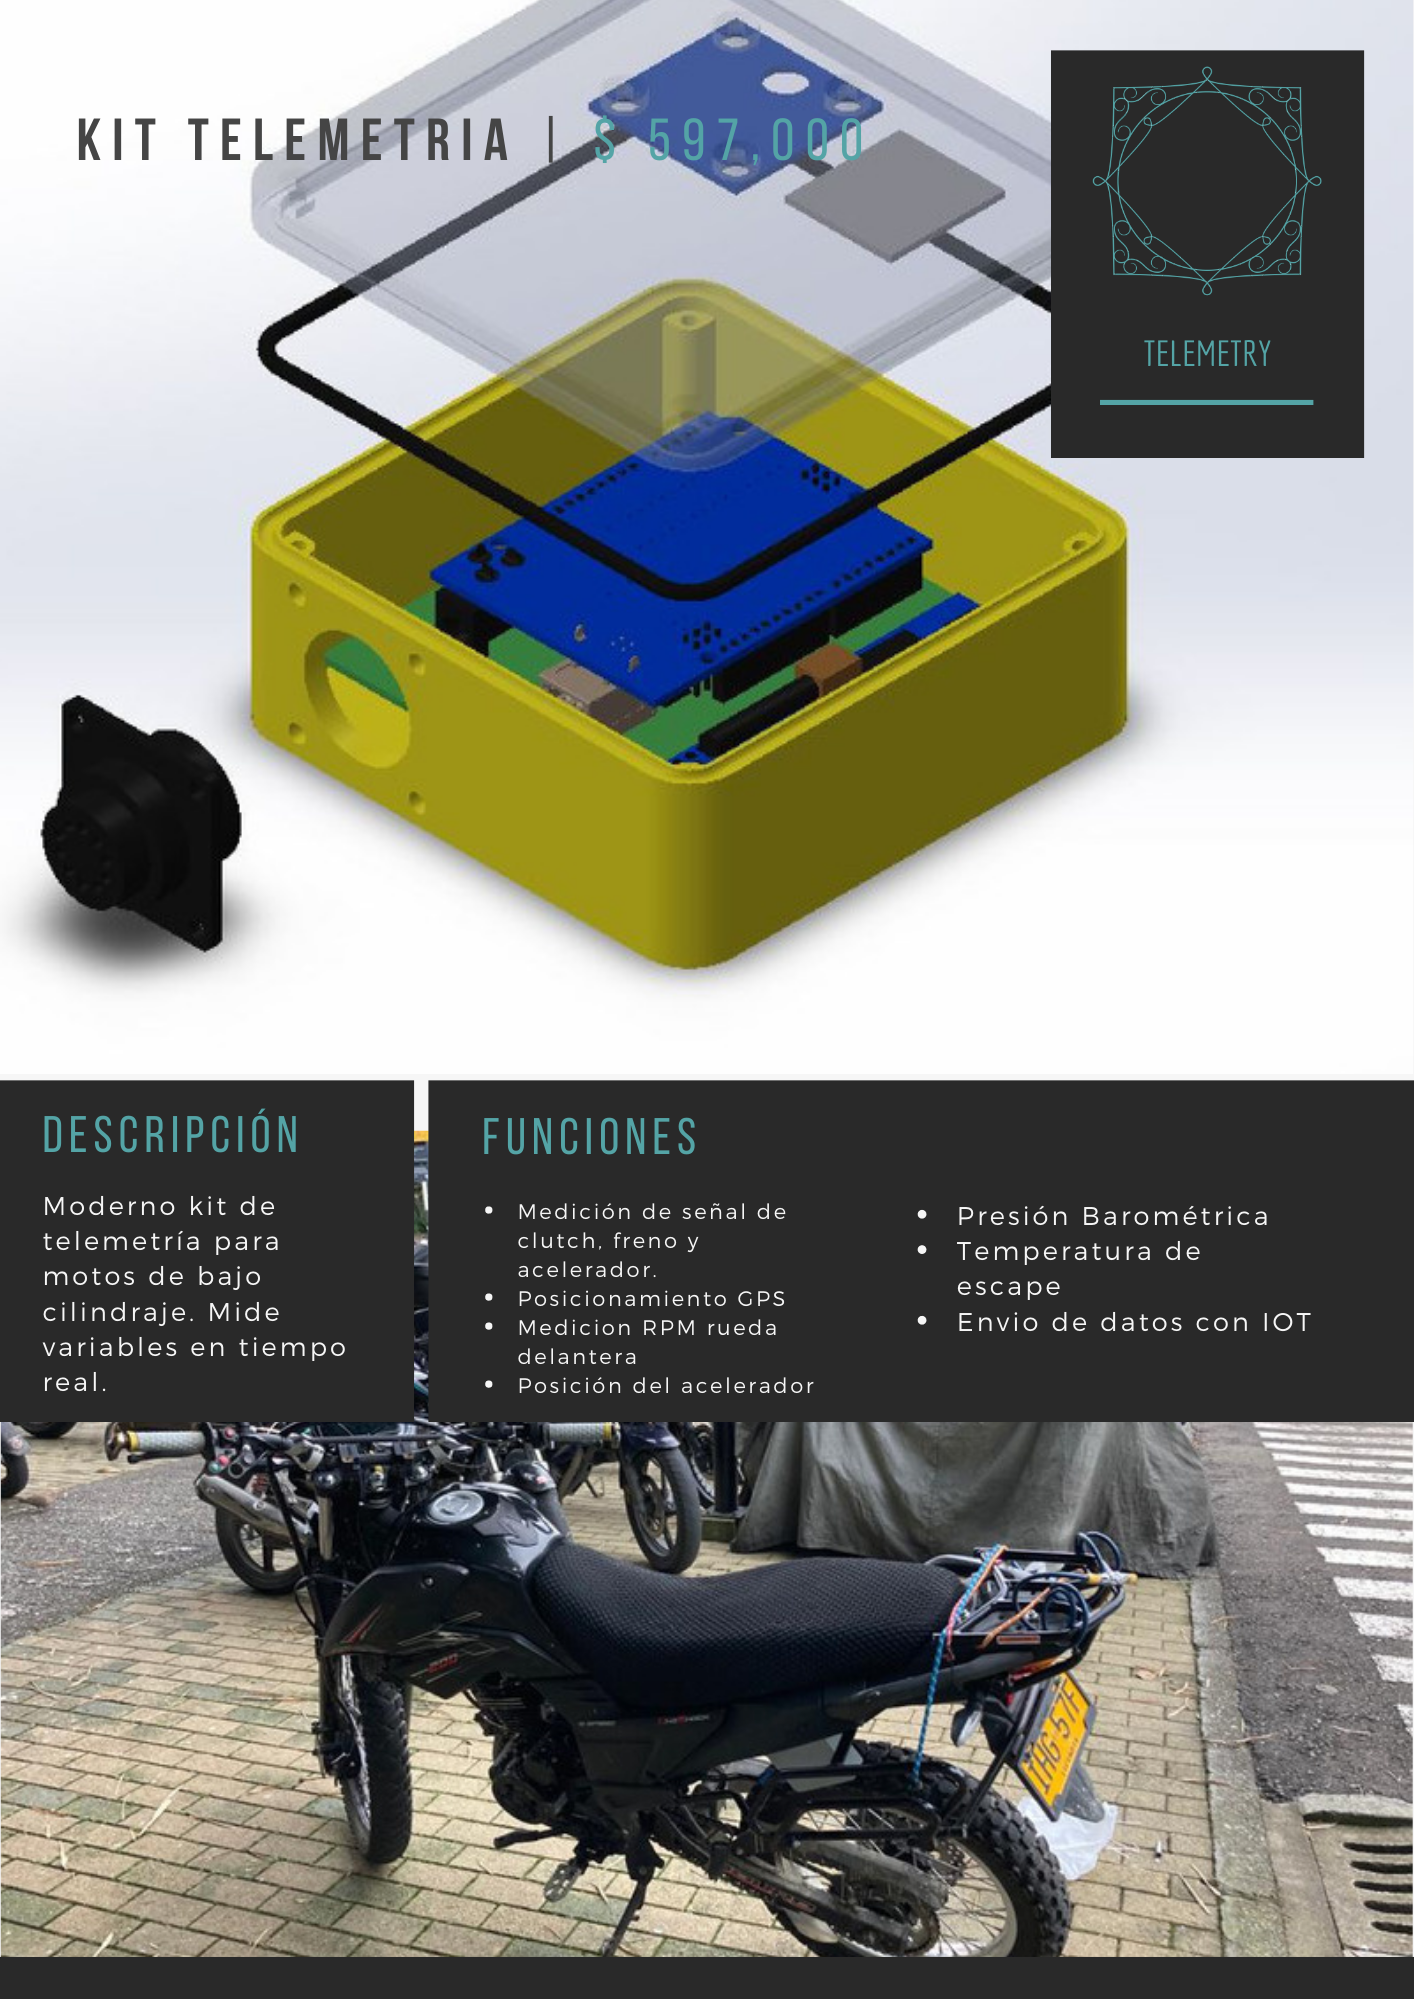 KIT TELEMETRIA | $ 597,000
TELEMETRY
DESCRIPCIÓN
Moderno kit de
telemetría para
motos de bajo
cilindraje. Mide
variables en tiempo
real.
FUNCIONES
• Medición de señal de
clutch, freno y
acelerador.
• Posicionamiento GPS
• Medicion RPM rueda
delantera
• Posición del acelerador
• Presión Barométrica
• Temperatura de
escape
• Envio de datos con IOT
200